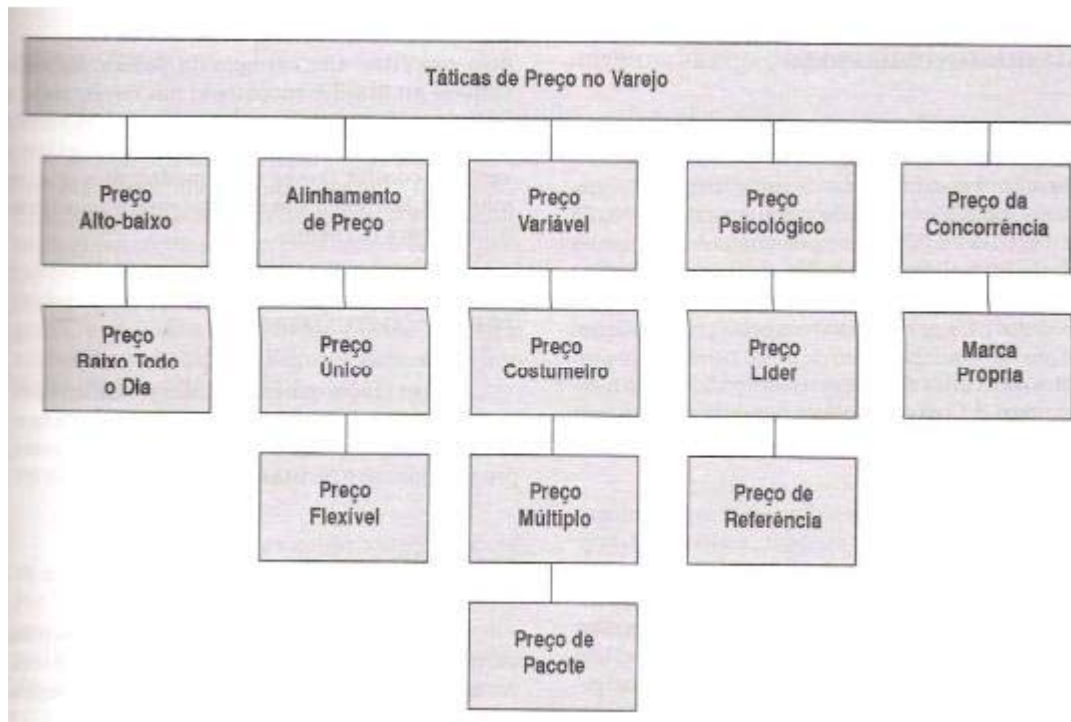 Táticas de Preço no Varejo
Preço
Alto-baixo
Alinhamento
de Preço
Preço
Variável
Preço
Psicológico
Preço da
Concorrência
Preço
Baixo Todo
o Dia
Preço
Único
Preço
Costumeiro
Preço
Líder
Marca
Propria
Preço
Flexível
Preço
Múltiplo
Preço de
Referência
Preço de
Pacote